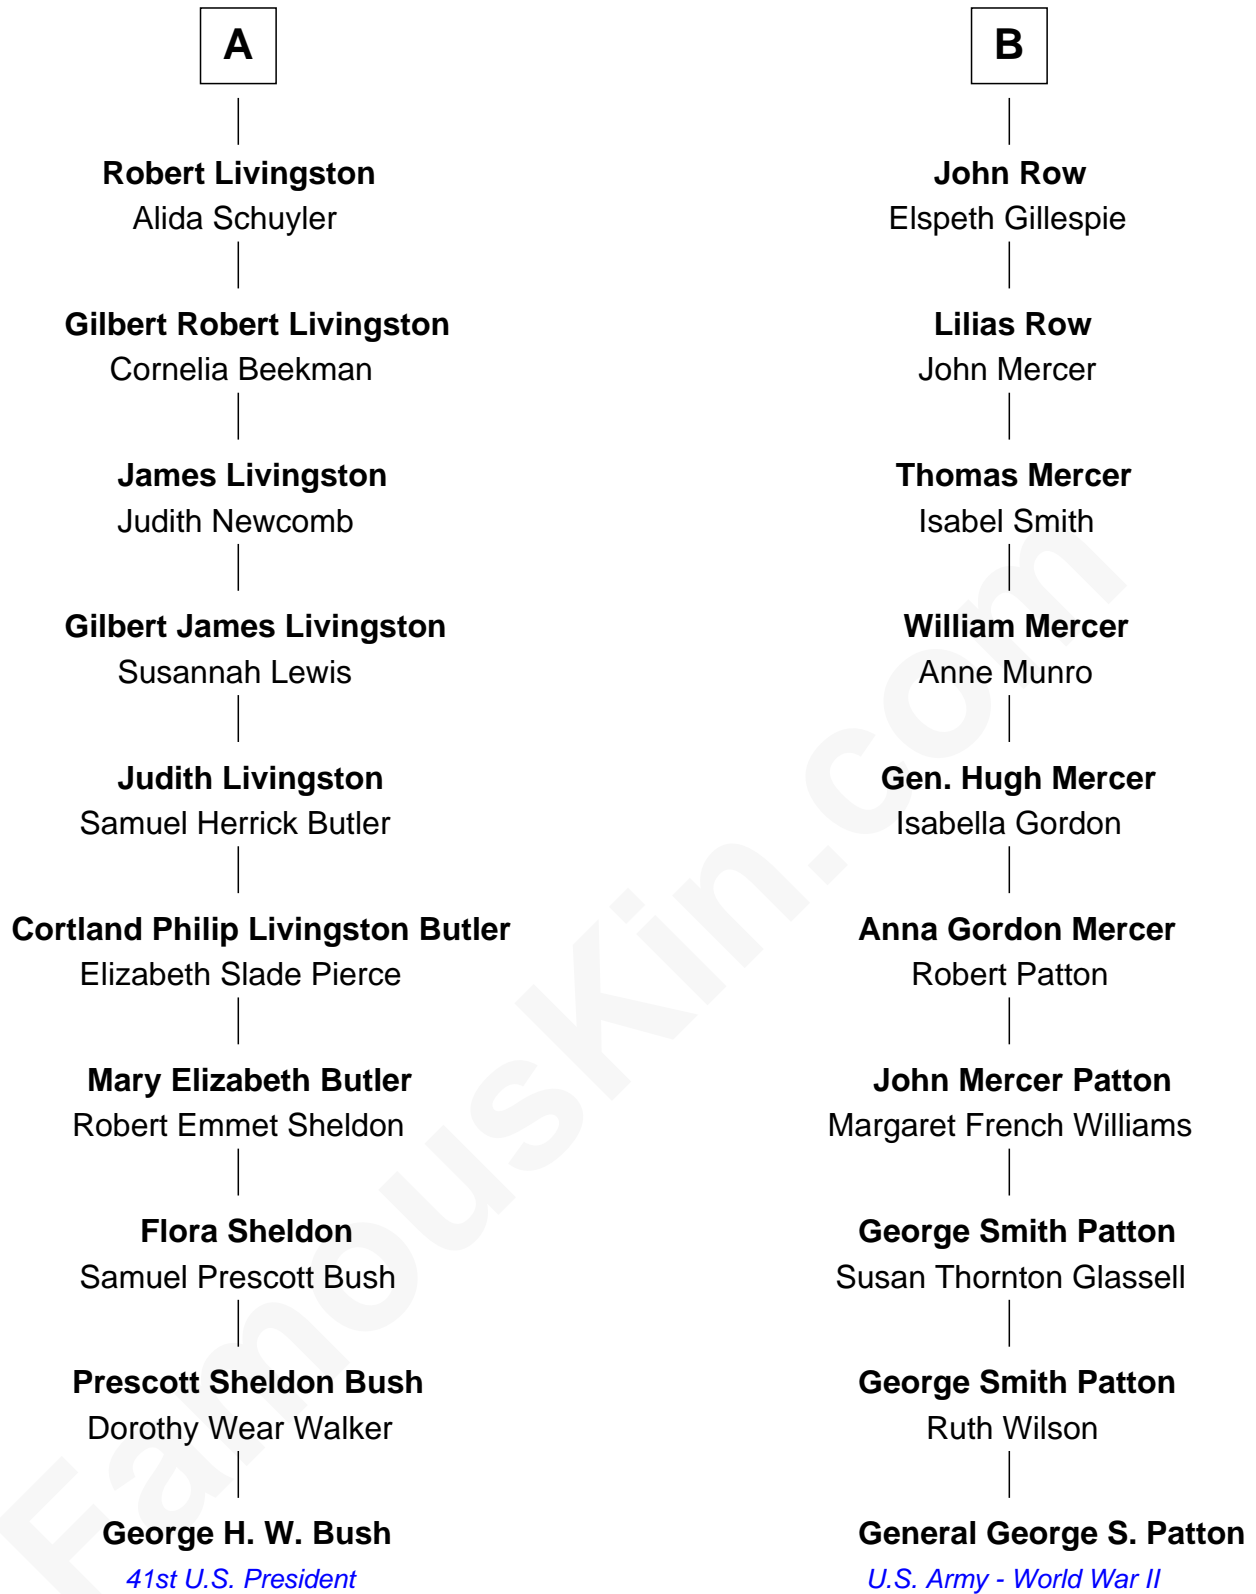 A
Robert Livingston
Alida Schuyler
Gilbert Robert Livingston
Cornelia Beekman
James Livingston
Judith Newcomb
Gilbert James Livingston
Susannah Lewis
Judith Livingston
Samuel Herrick Butler
Cortland Philip Livingston Butler
Elizabeth Slade Pierce
Mary Elizabeth Butler
Robert Emmet Sheldon
Flora Sheldon
Samuel Prescott Bush
Prescott Sheldon Bush
Dorothy Wear Walker
George H. W. Bush
41st U.S. President
B
John Row
Elspeth Gillespie
Lilias Row
John Mercer
Thomas Mercer
Isabel Smith
William Mercer
Anne Munro
Gen. Hugh Mercer
Isabella Gordon
Anna Gordon Mercer
Robert Patton
John Mercer Patton
Margaret French Williams
George Smith Patton
Susan Thornton Glassell
George Smith Patton
Ruth Wilson
General George S. Patton
U.S. Army - World War II
FamousKin.com